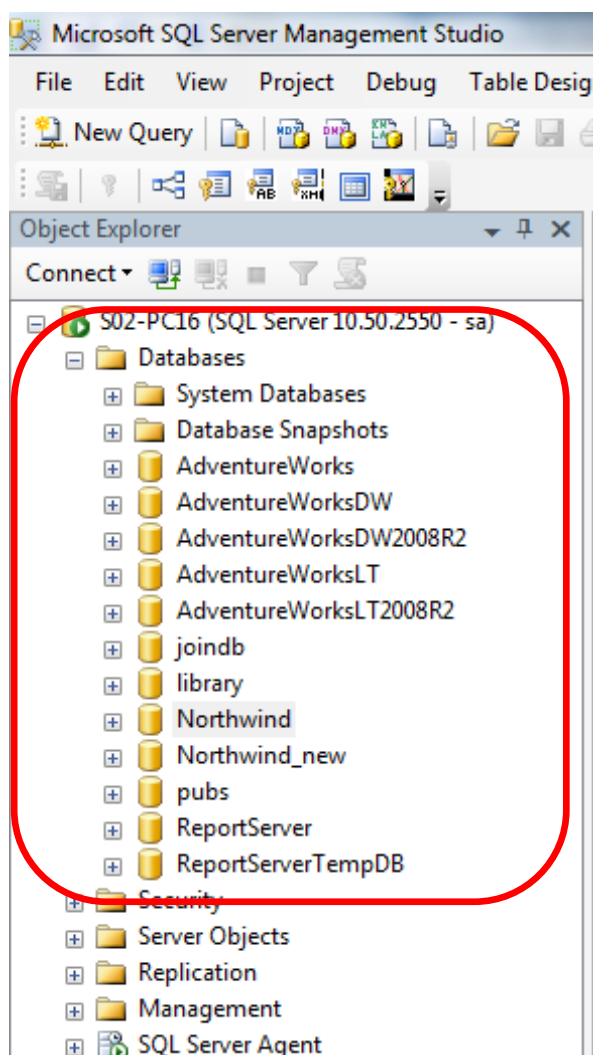 Microsoft SQL Server Management Studio
File Edit View Project Debug Table Desig
New Query
Object Explorer
Connect
S02-PC16 (SQL Server 10.50.2550 - sa)
Databases
System Databases
Database Snapshots
AdventureWorks
AdventureWorksDW
AdventureWorksDW2008R2
AdventureWorksLT
AdventureWorksLT2008R2
joindb
library
Northwind
Northwind_new
pubs
ReportServer
ReportServerTempDB
Security
Server Objects
Replication
Management
SQL Server Agent